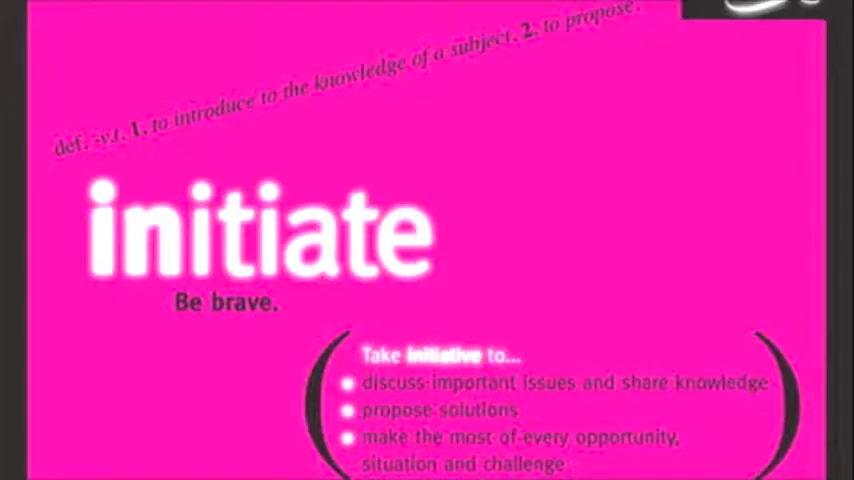 def. :v.t. 1. to introduce to the knowledge of a subject. 2. to propose.
initiate
Be brave.
Take initiative to...
discuss important issues and share knowledge
propose solutions
make the most of every opportunity,
situation and challenge